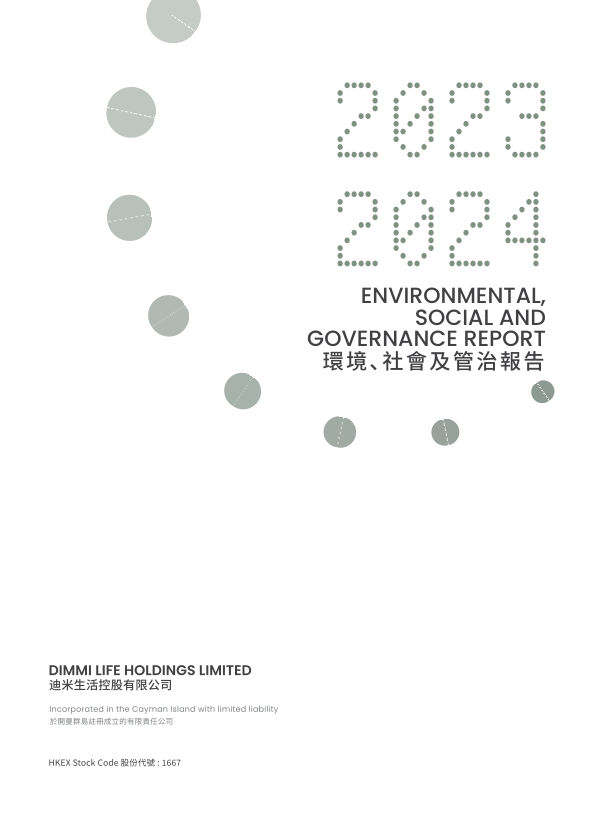 2023
2024
ENVIRONMENTAL,
SOCIAL AND
GOVERNANCE REPORT
環境、社會及管治報告
DIMMI LIFE HOLDINGS LIMITED
迪米生活控股有限公司
Incorporated in the Cayman Island with limited liability
於開曼群島註冊成立的有限責任公司
HKEX Stock Code 股份代號 : 1667